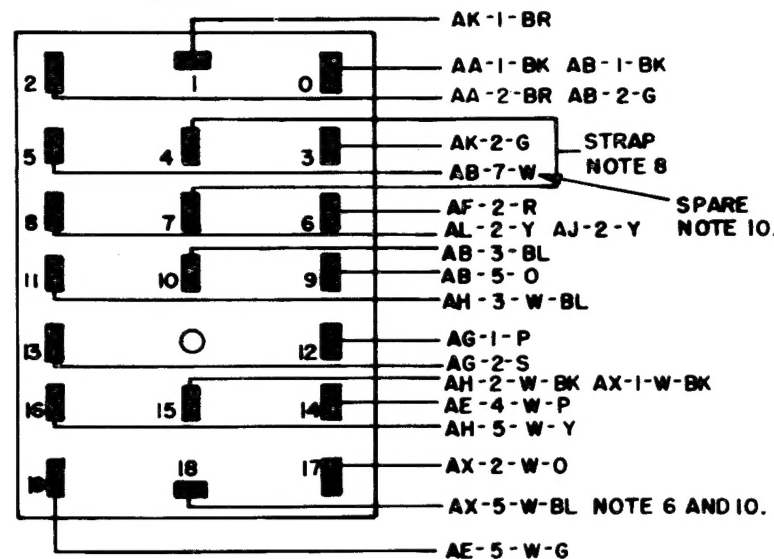 AK-1-BR
2 1 0 AA-1-BK AB-1-BK
AA-2-BR AB-2-G
5 4 3 AK-2-G STRAP
AB-7-W NOTE 8
8 7 6 AF-2-R SPARE
AL-2-Y AJ-2-Y NOTE 10.
AB-3-BL
11 10 9 AB-5-O
AH-3-W-BL
13 12 AG-1-P
AG-2-S
AH-2-W-BK AX-1-W-BK
16 15 14 AE-4-W-P
AH-5-W-Y
18 17 AX-2-W-O
AX-5-W-BL NOTE 6 AND 10.
AE-5-W-G